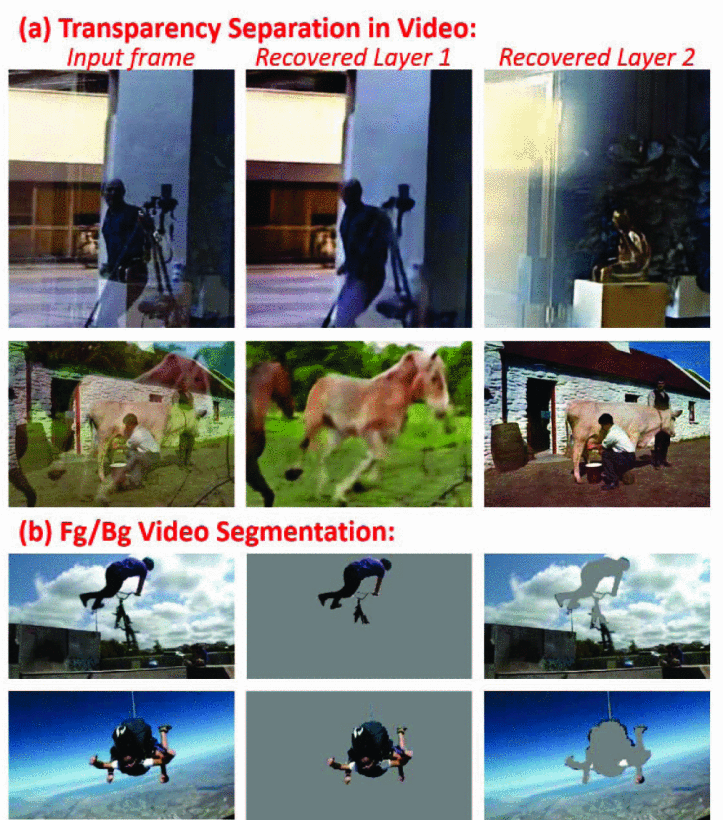 (a) Transparency Separation in Video:
Input frame Recovered Layer 1 Recovered Layer 2
(b) Fg/Bg Video Segmentation: